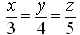 x/3 = y/4 = z/5